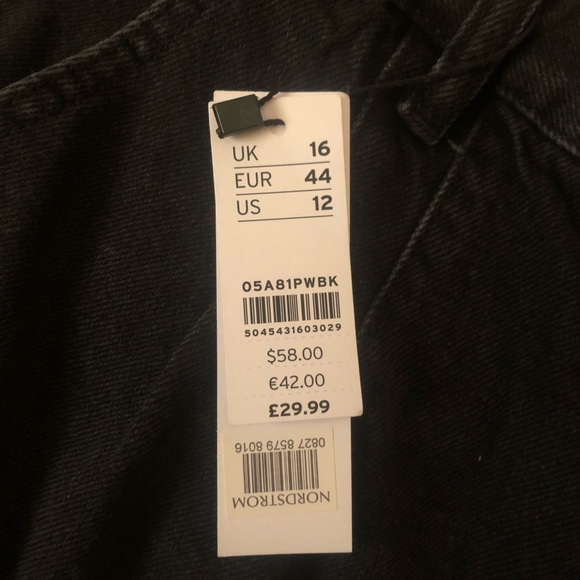 UK 16
EUR 44
US 12
05A81PWBK
5045431603029
$58.00
€42.00
£29.99
NORDSTROM
0827 8579 8016